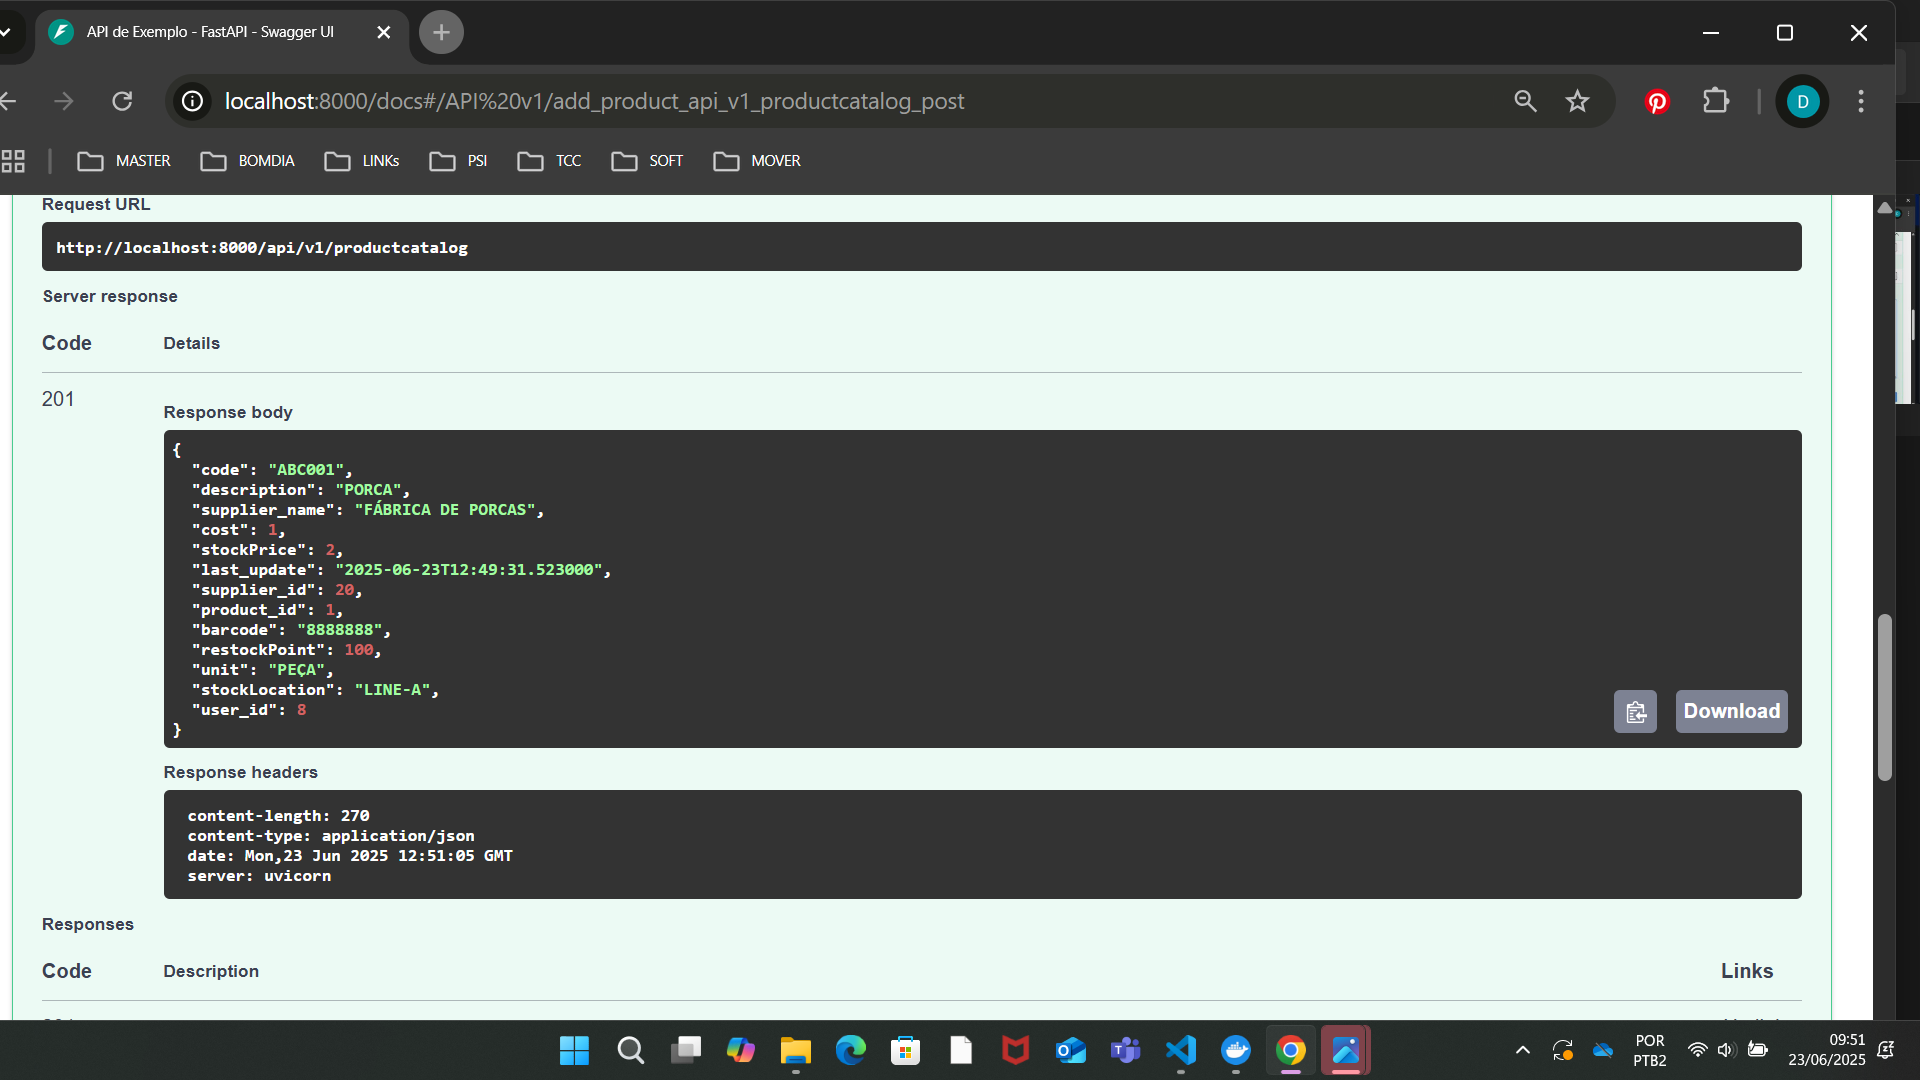 API de Exemplo - FastAPI - Swagger UI
localhost:8000/docs#/API%20v1/add_product_api_v1_productcatalog_post
D
MASTER
BOMDIA
LINKs
PSI
TCC
SOFT
MOVER
Request URL
http://localhost:8000/api/v1/productcatalog
Server response
Code Details
201
Response body
{
"code": "ABC001",
"description": "PORCA",
"supplier_name": "FÁBRICA DE PORCAS",
"cost": 1,
"stockPrice": 2,
"last_update": "2025-06-23T12:49:31.523000",
"supplier_id": 20,
"product_id": 1,
"barcode": "8888888",
"restockPoint": 100,
"unit": "PEÇA",
"stockLocation": "LINE-A",
"user_id": 8
}
Download
Response headers
content-length: 270
content-type: application/json
date: Mon,23 Jun 2025 12:51:05 GMT
server: uvicorn
Responses
Code Description Links
POR
PTB2
09:51
23/06/2025